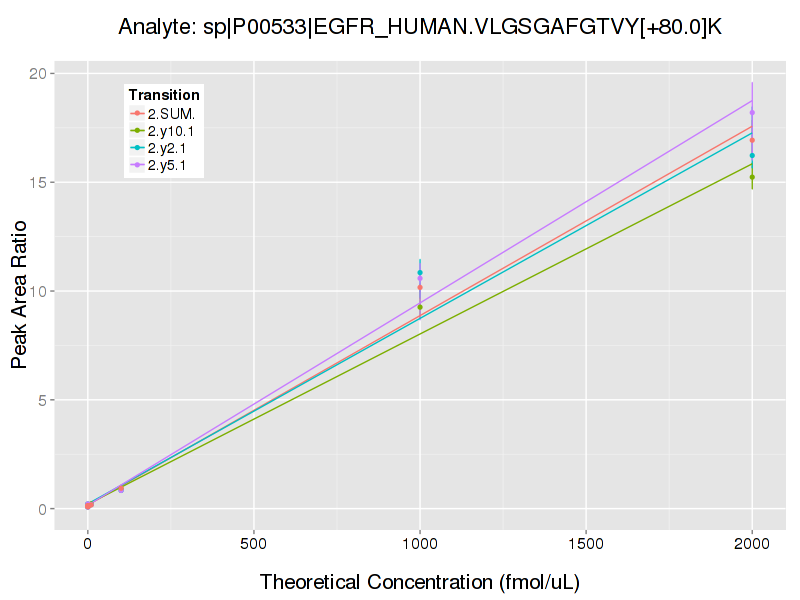 Analyte: sp|P00533|EGFR_HUMAN.VLGSGAFGTVY[+80.0]K
Transition
2.SUM.
2.y10.1
2.y2.1
2.y5.1
Peak Area Ratio
20
15
10
5
0
0 500 1000 1500 2000
Theoretical Concentration (fmol/uL)